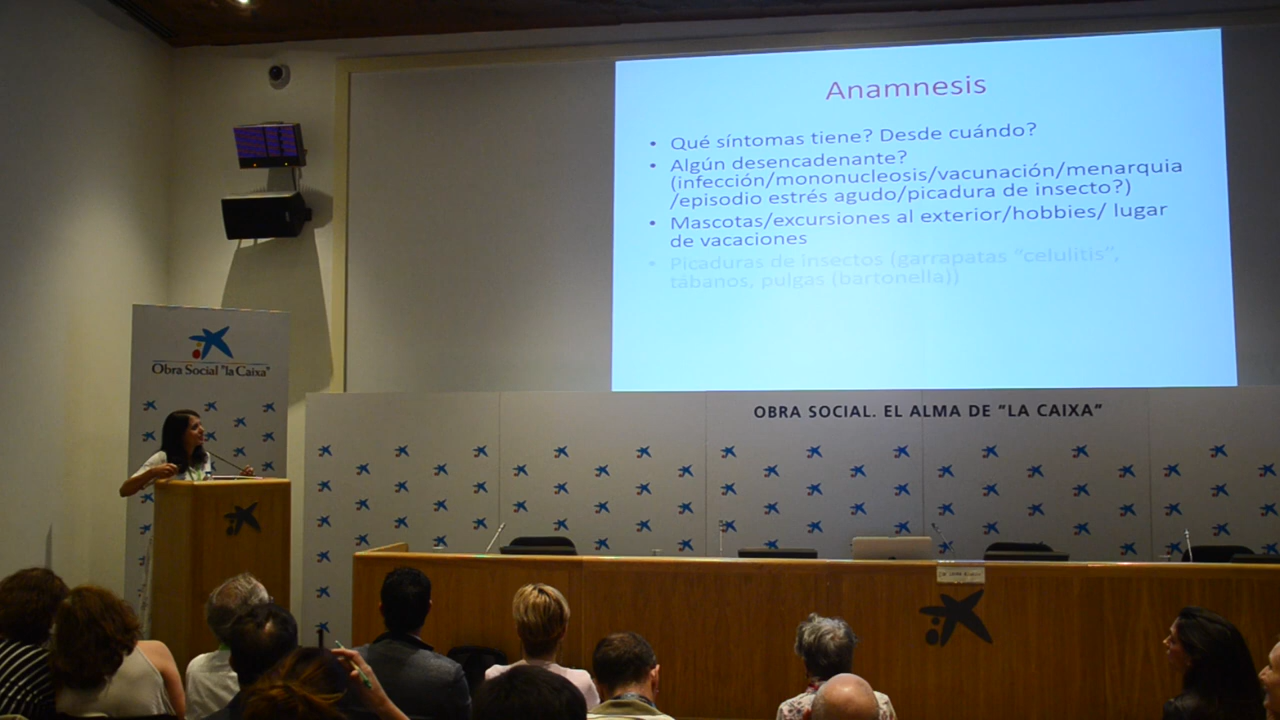 Anamnesis
• Qué síntomas tiene? Desde cuándo?
• Algún desencadenante?
(infección/mononucleosis/vacunación/menarquia
/episodio estrés agudo/picadura de insecto?)
• Mascotas/excursiones al exterior/hobbies/ lugar
de vacaciones
• Picaduras de insectos (garrapatas “celulitis”,
tábanos, pulgas (bartonella))
Obra Social "la Caixa"
OBRA SOCIAL. EL ALMA DE "LA CAIXA"